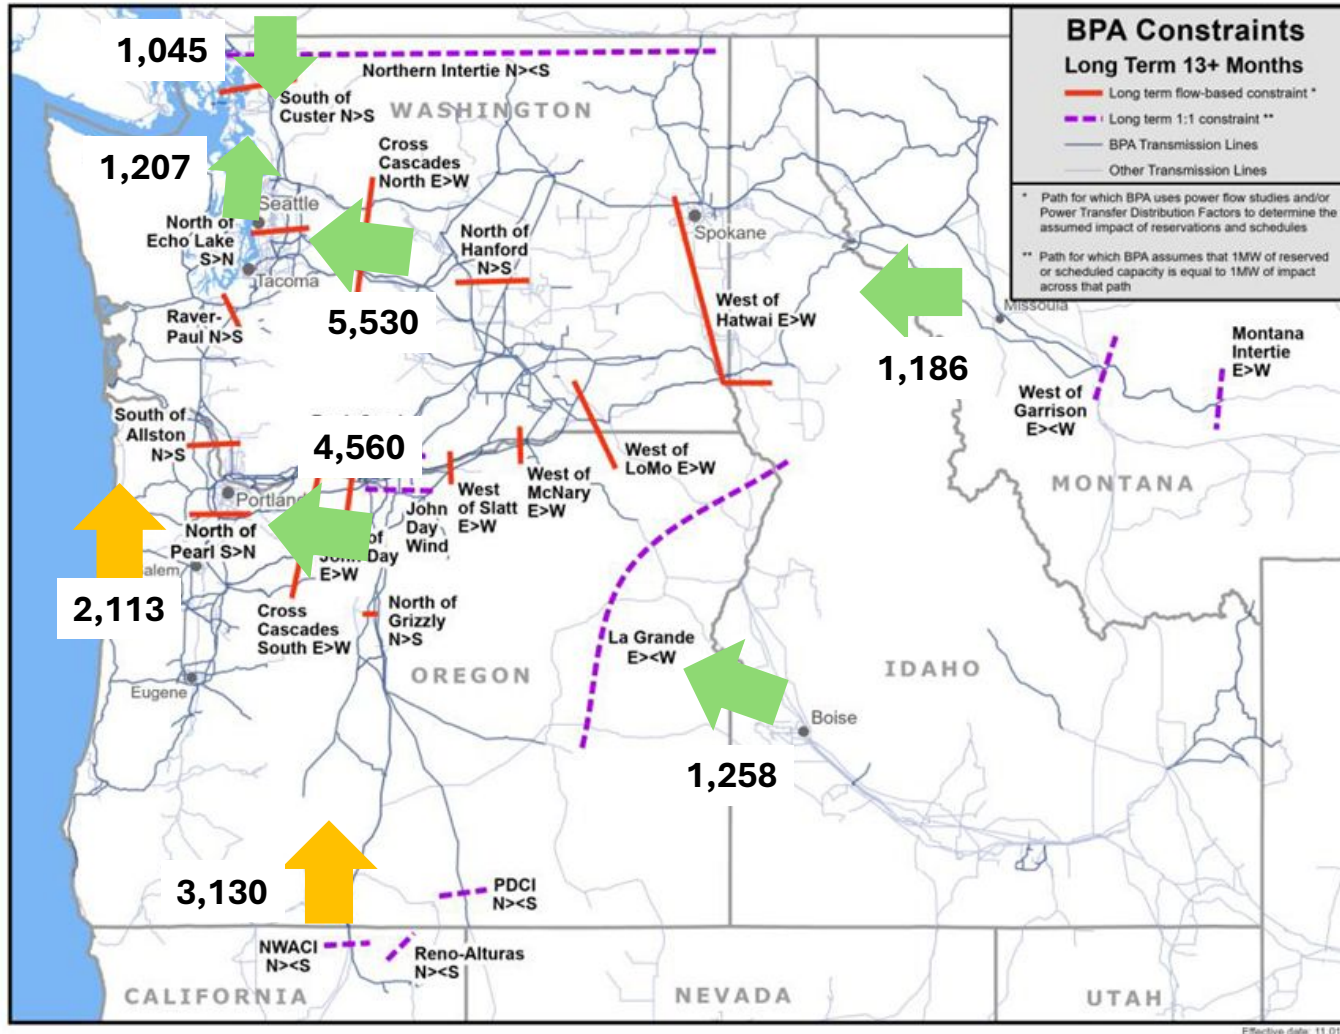 BPA Constraints
Long Term 13+ Months
Long term flow-based constraint *
Long term 1:1 constraint **
BPA Transmission Lines
Other Transmission Lines
* Path for which BPA uses power flow studies and/or
Power Transfer Distribution Factors to determine the
assumed impact of reservations and schedules
** Path for which BPA assumes that 1MW of reserved
or scheduled capacity is equal to 1MW of impact
across that path
1,045
Northern Intertie N><S
South of
Custer N>S
WASHINGTON
1,207
Cross
Cascades
North E>W
Seattle
North of
Echo Lake
S>N
North of
Hanford
N>S
Spokane
Tacoma
Raver-
Paul N>S
5,530
West of
Hatwai E>W
1,186
Missoula
Montana
Intertie
E>W
West of
Garrison
E><W
MONTANA
South of
Allston
N>S
4,560
West of
LoMo E>W
West of
McNary
E>W
West
of Slatt
E>W
John
Day
Wind
Portland
North of
Pearl S>N
of
John Day
E>W
Salem
2,113
Cross
Cascades
South E>W
North of
Grizzly
N>S
La Grande
E><W
OREGON
IDAHO
Eugene
Boise
1,258
3,130
PDCI
N><S
NWACI
N><S
Reno-Alturas
N><S
CALIFORNIA
NEVADA
UTAH
Effective date: 11.01